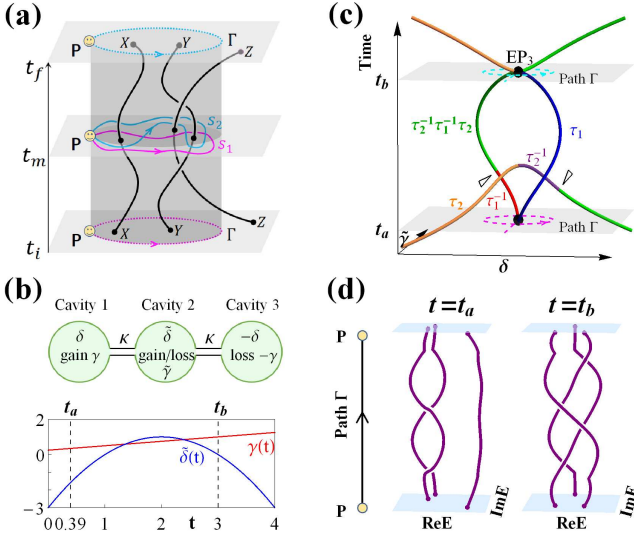 (a)
P
X
Y
Γ
Z
t_f
P
s_2
s_1
t_m
P
X
Y
Γ
Z
t_i
(b)
Cavity 1 Cavity 2 Cavity 3
δ
gain γ
κ
δ̃
gain/loss
γ̃
κ
−δ
loss −γ
t_a
t_b
2
0
−3
γ(t)
δ̃(t)
0 0.39 1 2 t 3 4
(c)
Time
EP_3
t_b
Path Γ
τ_2^{-1}τ_1^{-1}τ_2
τ_1
τ_2^{-1}
τ_2
τ_1^{-1}
t_a
Path Γ
γ̃
δ
(d)
t=t_a
t=t_b
P
Path Γ
P
ReE
ImE
ReE
ImE